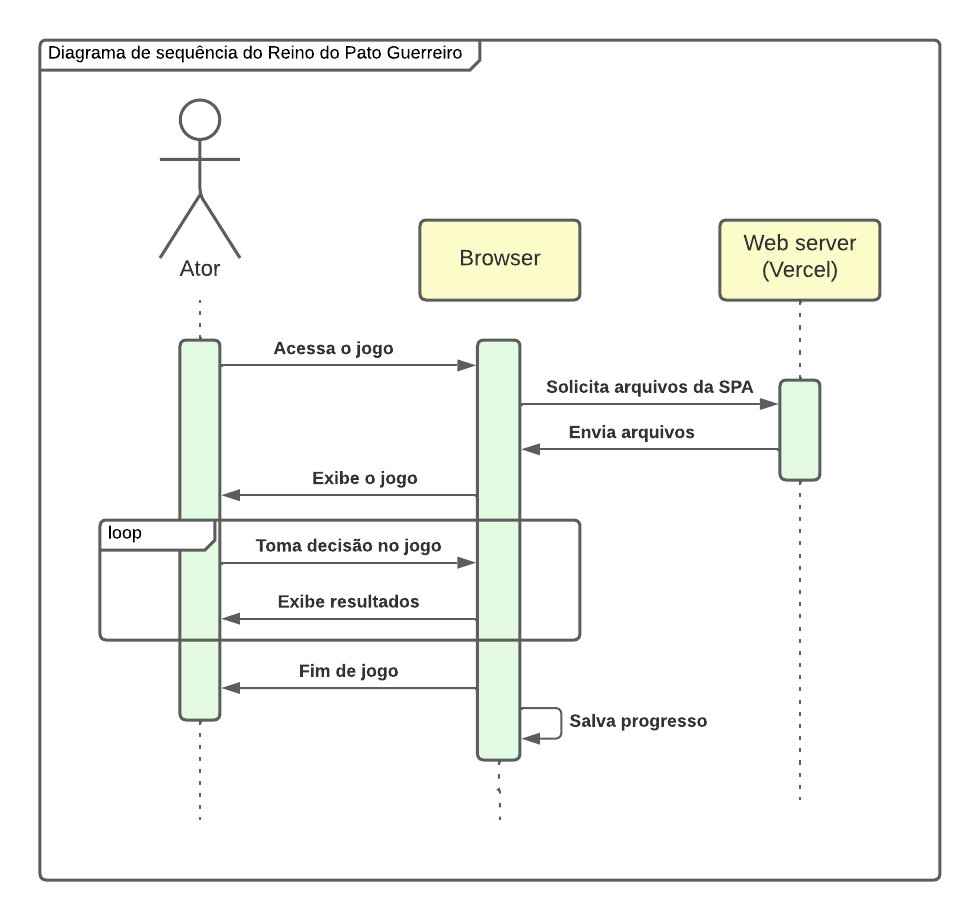 Diagrama de sequência do Reino do Pato Guerreiro
Ator
Browser
Web server
(Vercel)
Acessa o jogo
Solicita arquivos da SPA
Envia arquivos
Exibe o jogo
loop
Toma decisão no jogo
Exibe resultados
Fim de jogo
Salva progresso